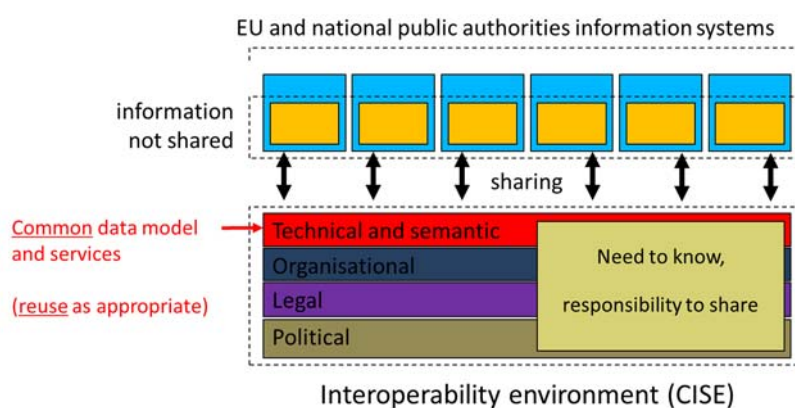 EU and national public authorities information systems
information
not shared
sharing
Common data model
and services
(reuse as appropriate)
Technical and semantic
Organisational
Legal
Political
Need to know,
responsibility to share
Interoperability environment (CISE)